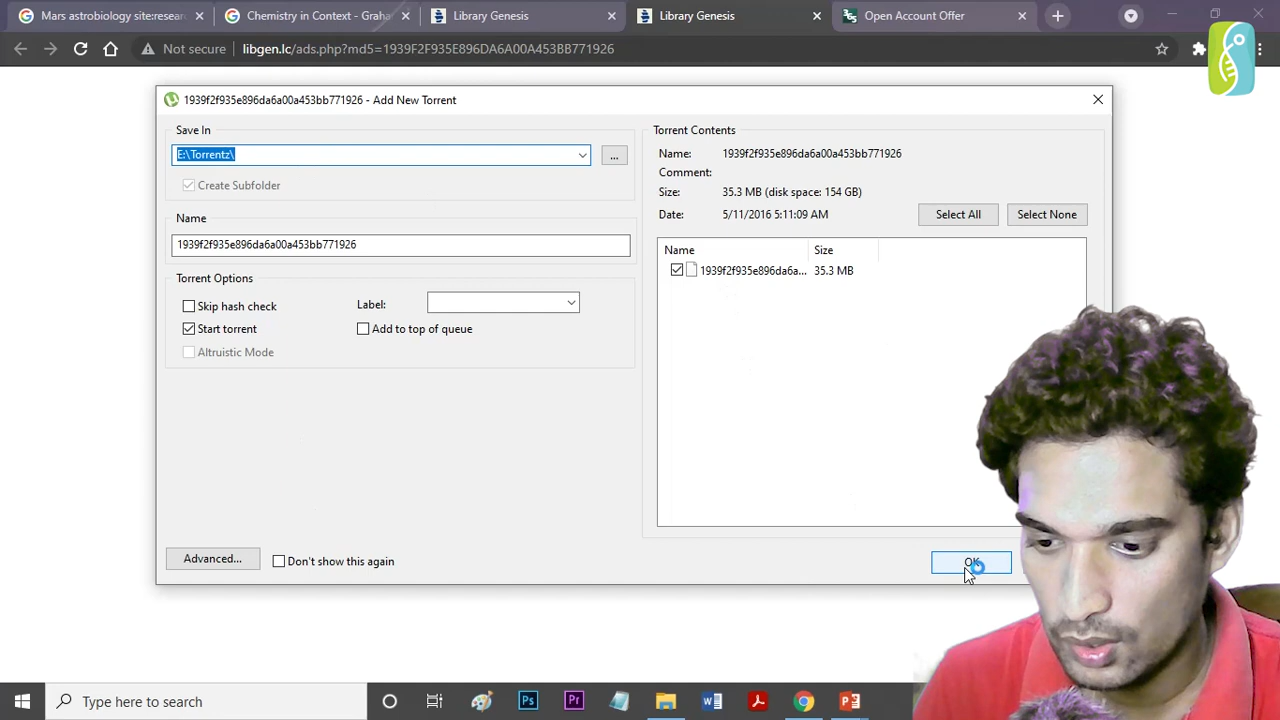 Mars astrobiology site:resear
Chemistry in Context - Graha
Library Genesis
Library Genesis
Open Account Offer
Not secure
libgen.lc/ads.php?md5=1939F2F935E896DA6A00A453BB771926
1939f2f935e896da6a00a453bb771926 - Add New Torrent
Save In
E:\Torrentz\
...
Create Subfolder
Name
1939f2f935e896da6a00a453bb771926
Torrent Options
Skip hash check
Label:
Start torrent
Add to top of queue
Altruistic Mode
Advanced...
Don't show this again
Torrent Contents
Name: 1939f2f935e896da6a00a453bb771926
Comment:
Size: 35.3 MB (disk space: 154 GB)
Date: 5/11/2016 5:11:09 AM
Select All
Select None
Name Size
1939f2f935e896da6a... 35.3 MB
OK
Type here to search
Ps
Pr